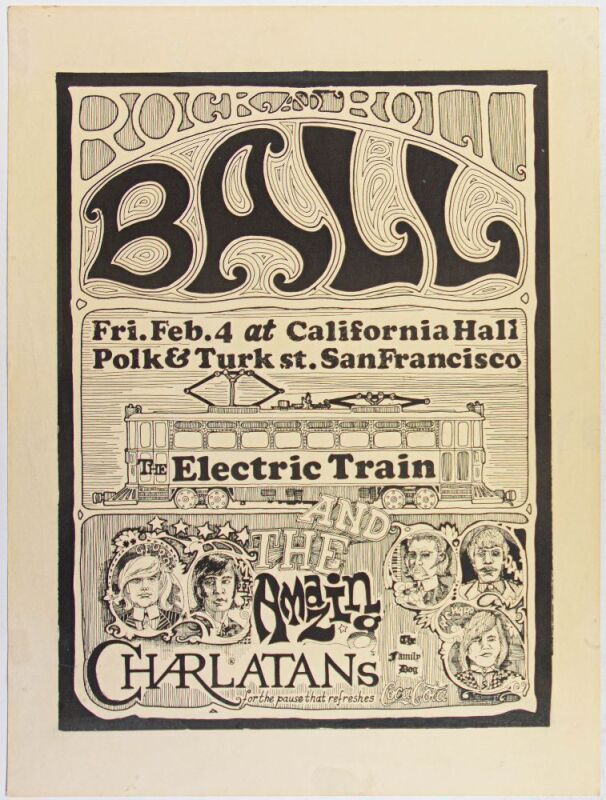 ROCK AND ROLL
BALL
Fri. Feb. 4 at California Hall
Polk & Turk st. San Francisco
THE Electric Train
AND
THE
AmaZing
CHARLATANS
for the pause that refreshes
The
Family
Dog
Coca-Cola